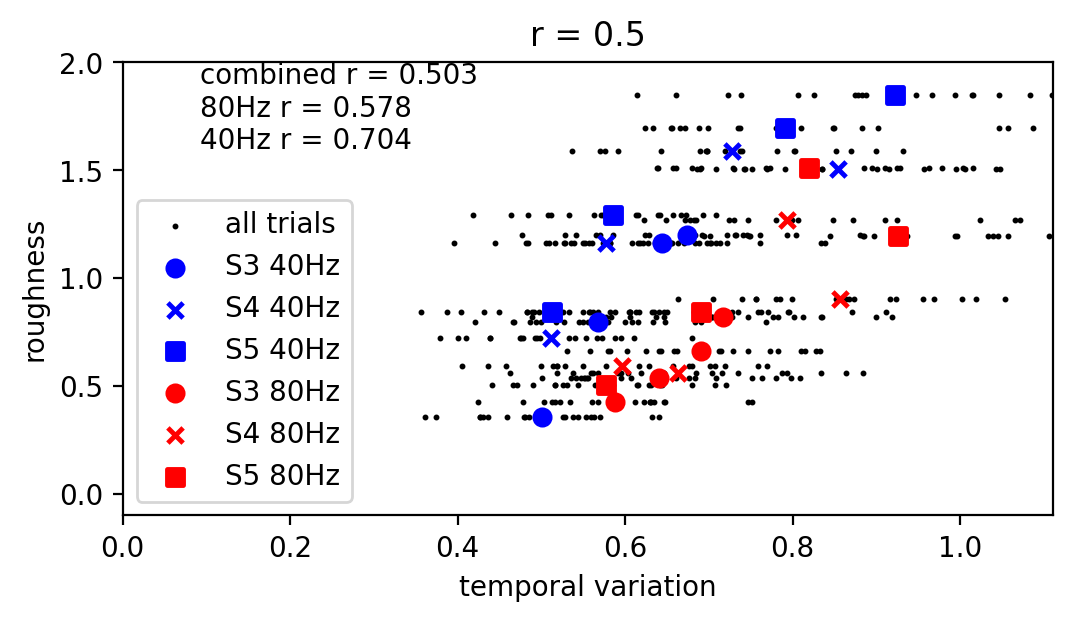 r = 0.5
combined r = 0.503
80Hz r = 0.578
40Hz r = 0.704
all trials
S3 40Hz
S4 40Hz
S5 40Hz
S3 80Hz
S4 80Hz
S5 80Hz
roughness
2.0
1.5
1.0
0.5
0.0
0.0 0.2 0.4 0.6 0.8 1.0
temporal variation